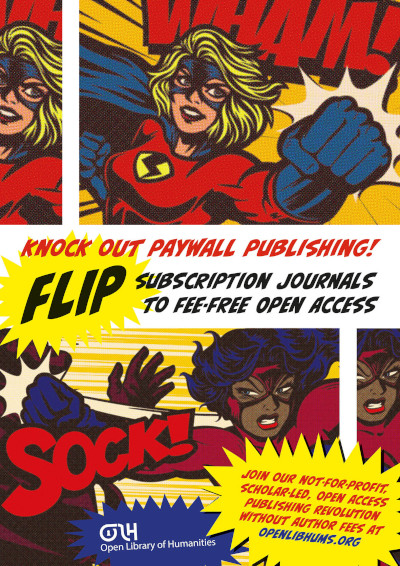 WHAM!
KNOCK OUT PAYWALL PUBLISHING!
FLIP
SUBSCRIPTION JOURNALS
TO FEE-FREE OPEN ACCESS
SOCK!
OLH
Open Library of Humanities
JOIN OUR NOT-FOR-PROFIT,
SCHOLAR-LED, OPEN ACCESS
PUBLISHING REVOLUTION
WITHOUT AUTHOR FEES AT
OPENLIBHUMS.ORG